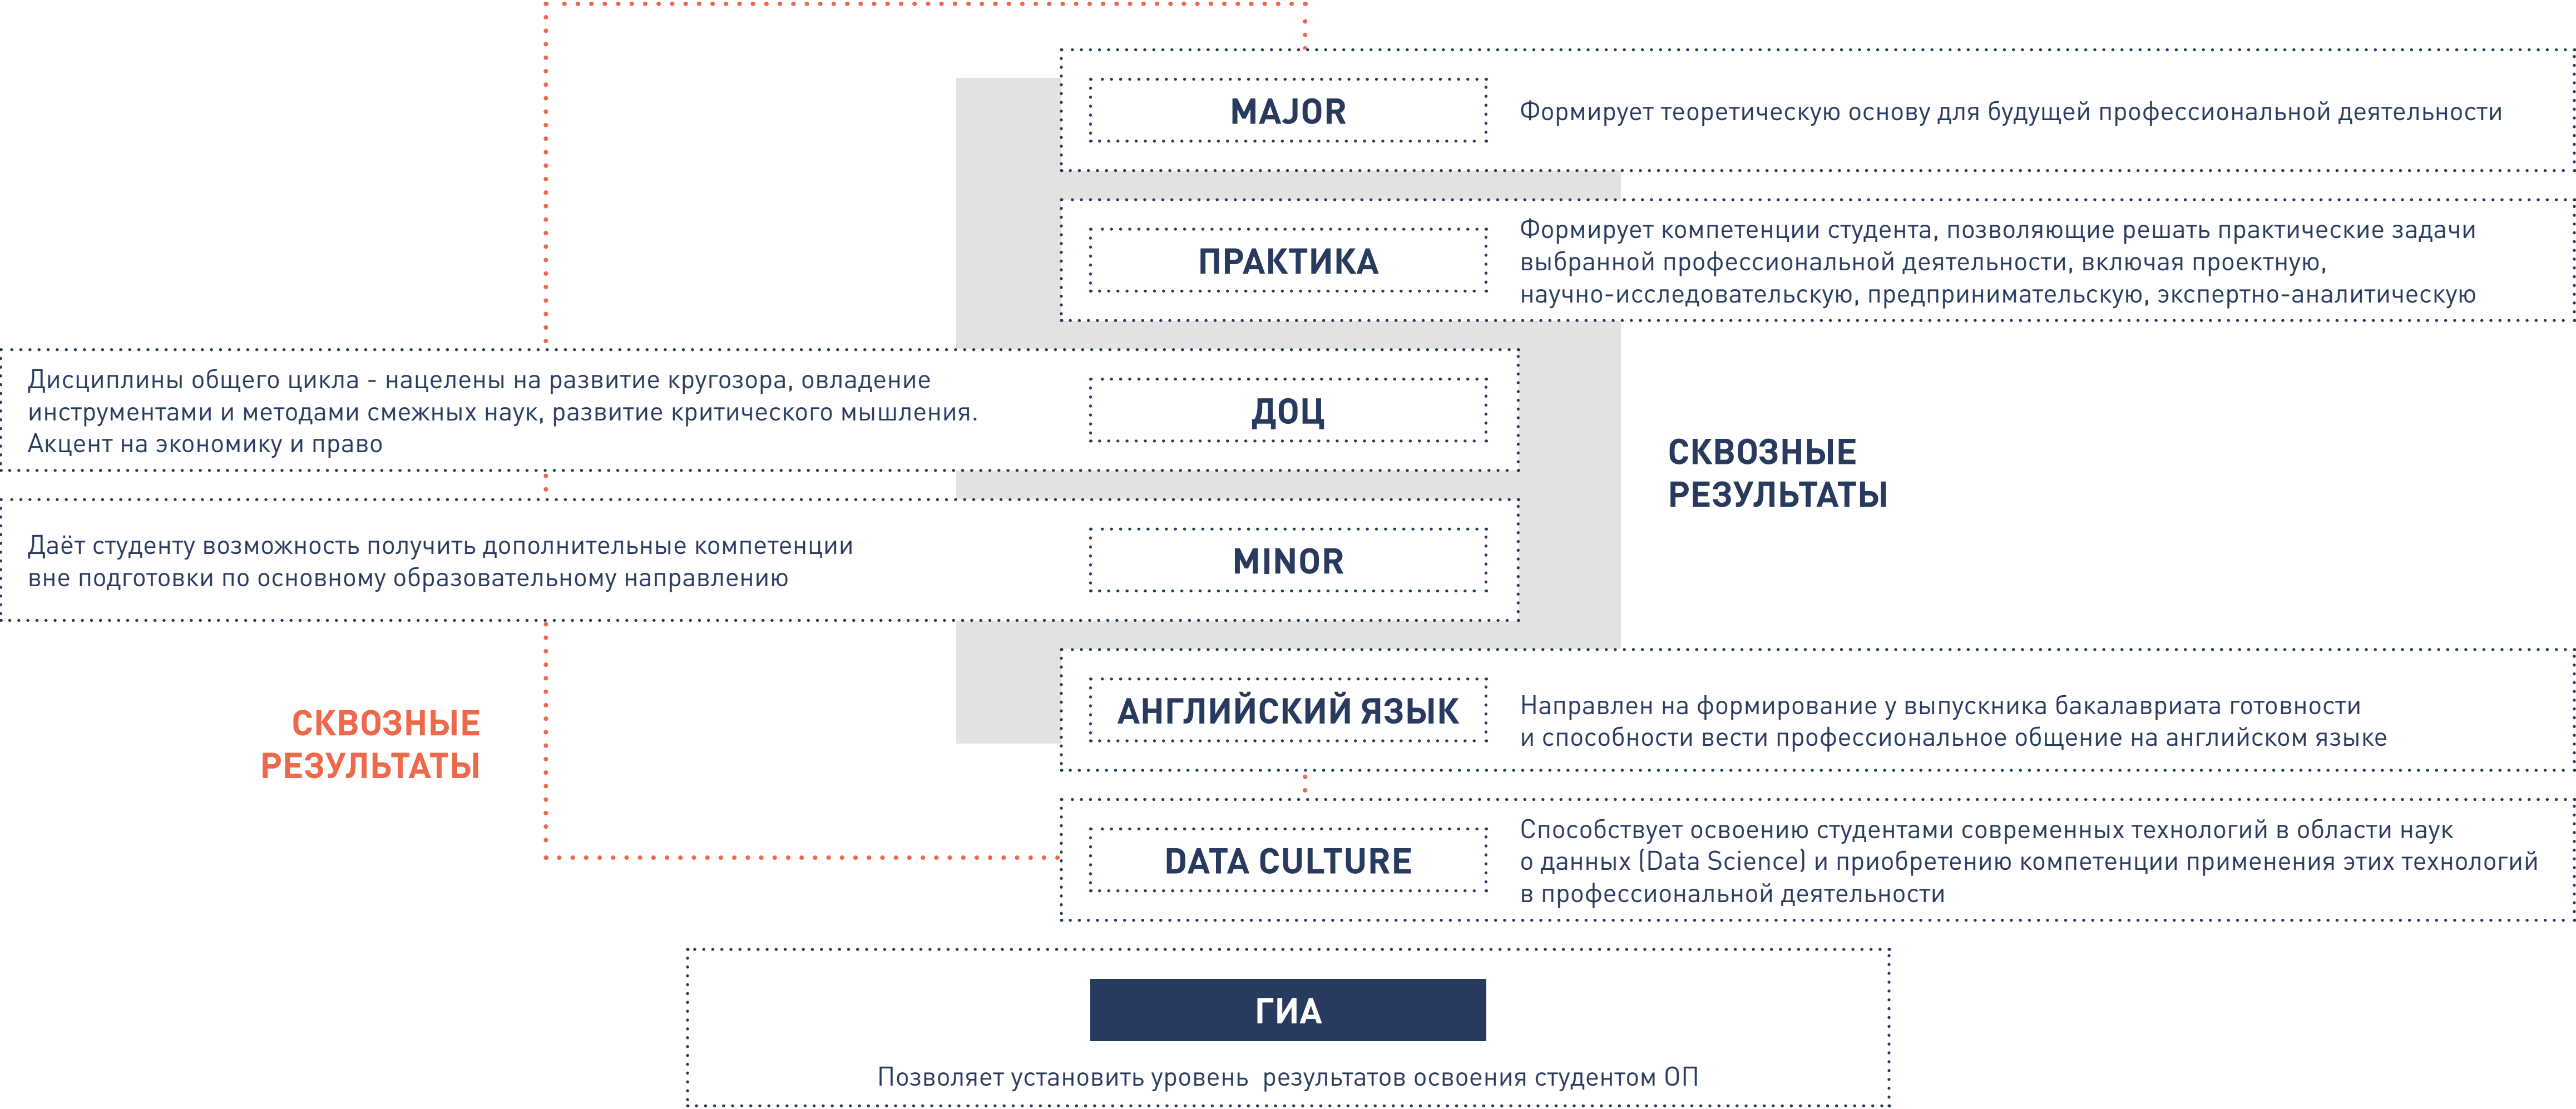 MAJOR
Формирует теоретическую основу для будущей профессиональной деятельности
ПРАКТИКА
Формирует компетенции студента, позволяющие решать практические задачи
выбранной профессиональной деятельности, включая проектную,
научно-исследовательскую, предпринимательскую, экспертно-аналитическую
Дисциплины общего цикла - нацелены на развитие кругозора, овладение
инструментами и методами смежных наук, развитие критического мышления.
Акцент на экономику и право
ДОЦ
СКВОЗНЫЕ
РЕЗУЛЬТАТЫ
Даёт студенту возможность получить дополнительные компетенции
вне подготовки по основному образовательному направлению
MINOR
СКВОЗНЫЕ
РЕЗУЛЬТАТЫ
АНГЛИЙСКИЙ ЯЗЫК
Направлен на формирование у выпускника бакалавриата готовности
и способности вести профессиональное общение на английском языке
DATA CULTURE
Способствует освоению студентами современных технологий в области наук
о данных (Data Science) и приобретению компетенции применения этих технологий
в профессиональной деятельности
ГИА
Позволяет установить уровень  результатов освоения студентом ОП